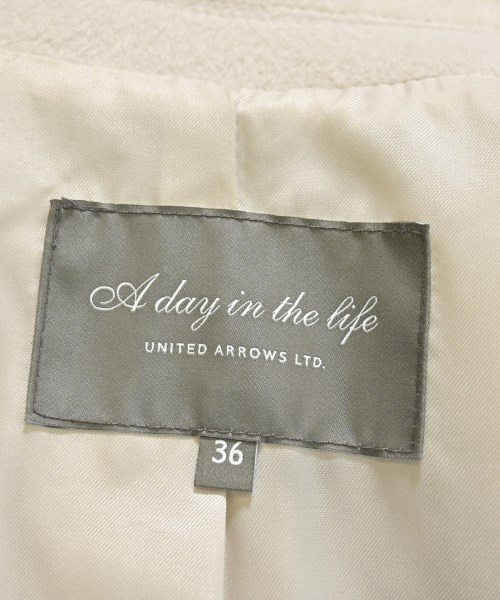 A day in the life
UNITED ARROWS LTD.
36